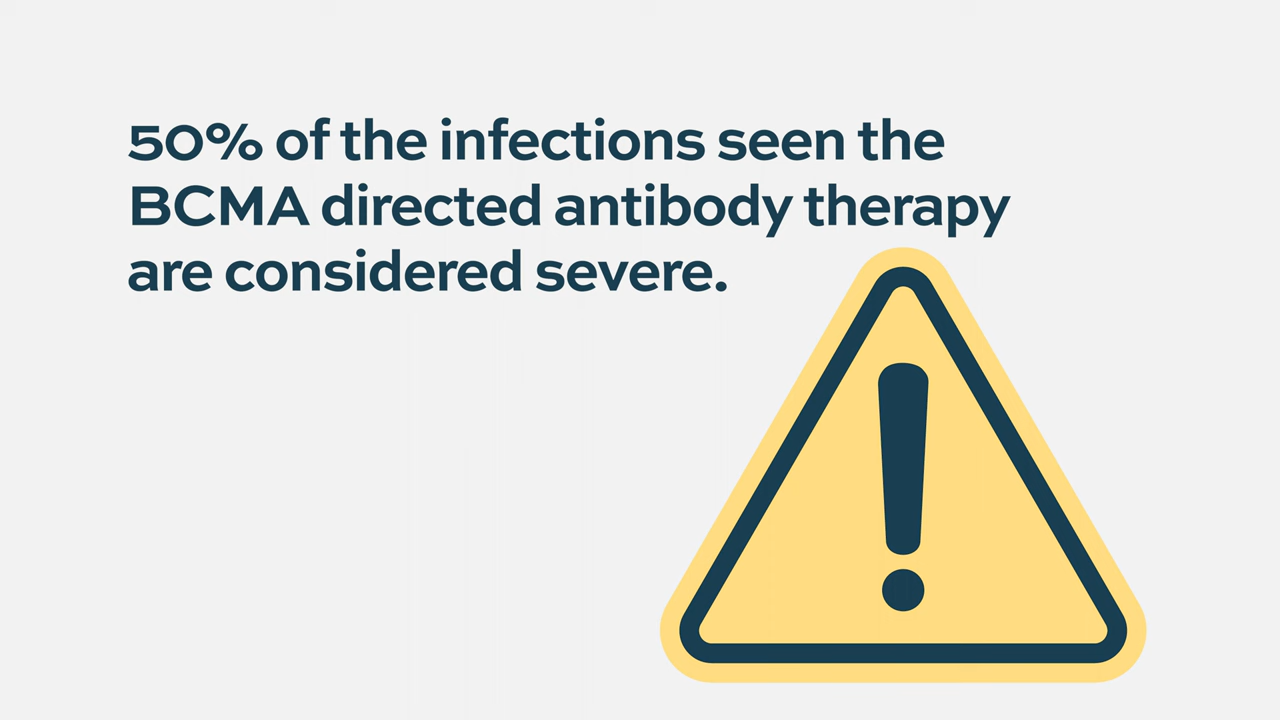 50% of the infections seen the
BCMA directed antibody therapy
are considered severe.